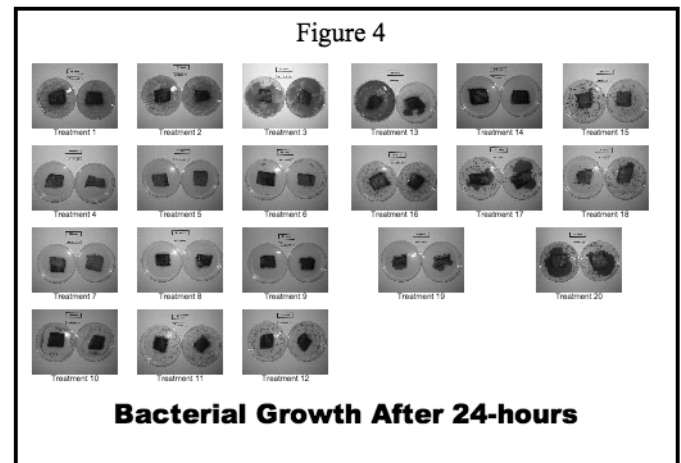 Figure 4
Treatment 1
Treatment 2
Treatment 3
Treatment 13
Treatment 14
Treatment 15
Treatment 4
Treatment 5
Treatment 6
Treatment 16
Treatment 17
Treatment 18
Treatment 7
Treatment 8
Treatment 9
Treatment 19
Treatment 20
Treatment 10
Treatment 11
Treatment 12
Bacterial Growth After 24-hours